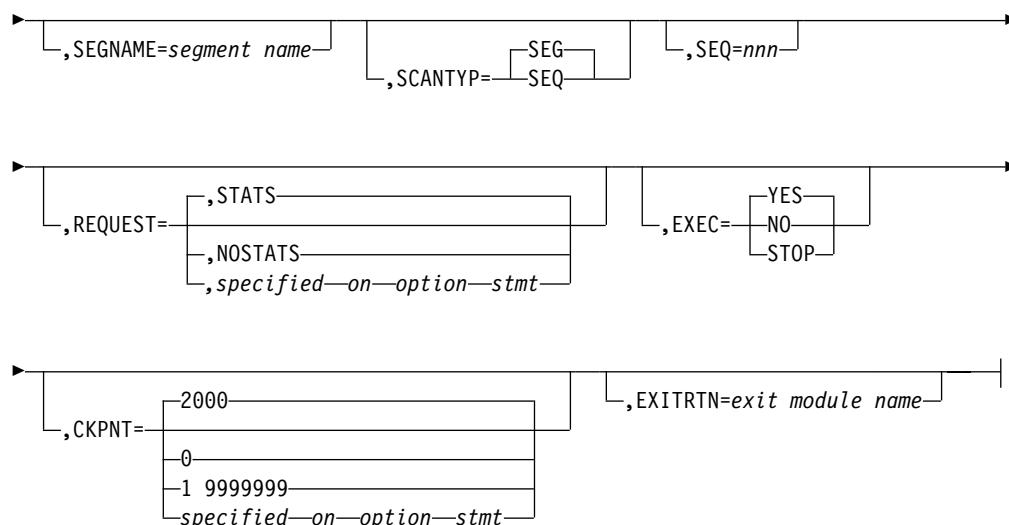 ,SEGNAME=segment name
,SCANTYP=
SEG
SEQ
,SEQ=nnn
,REQUEST=
,STATS
,NOSTATS
,specified on option stmt
,EXEC=
YES
NO
STOP
,CKPNT=
2000
0
1 9999999
specified on option stmt
,EXITRTN=exit module name